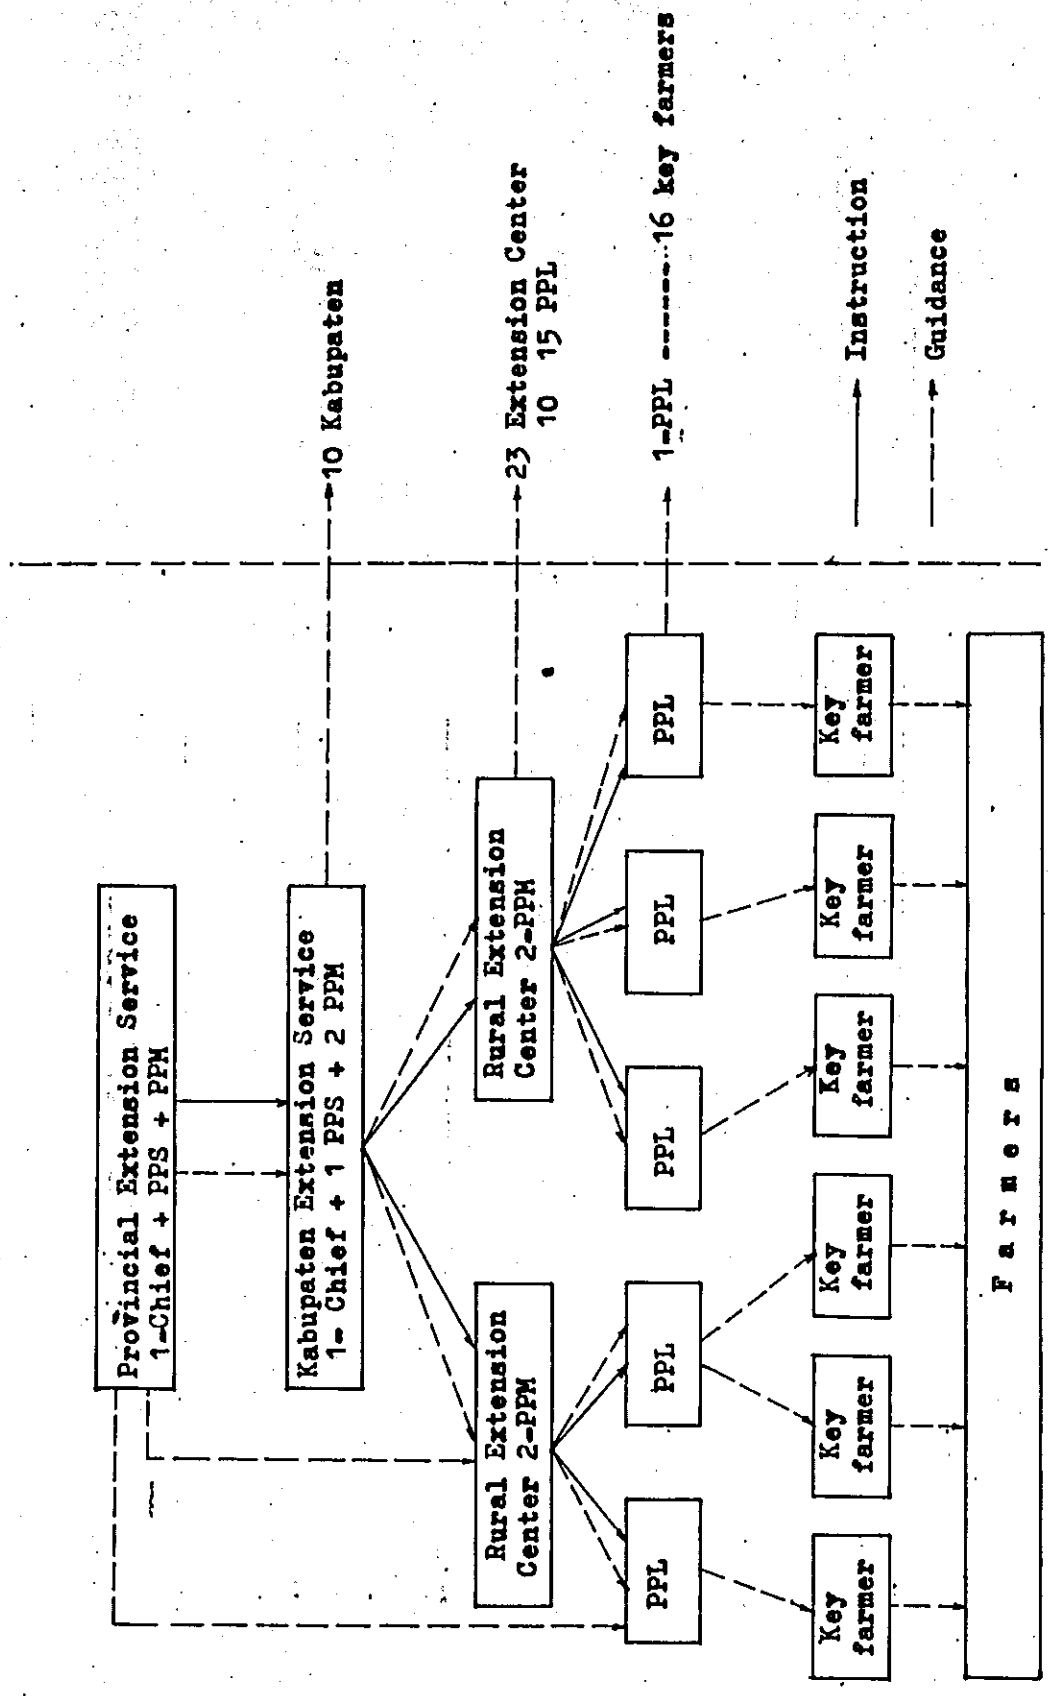 Provincial Extension Service
1-Chief + PPS + PPM
Kabupaten Extension Service
1- Chief + 1 PPS + 2 PPM
10 Kabupaten
Rural Extension
Center 2-PPM
Rural Extension
Center 2-PPM
23 Extension Center
10 15 PPL
PPL
PPL
PPL
PPL
PPL
1-PPL ------ 16 key farmers
Key
farmer
Key
farmer
Key
farmer
Key
farmer
Key
farmer
Key
farmer
Instruction
Guidance
Farmers